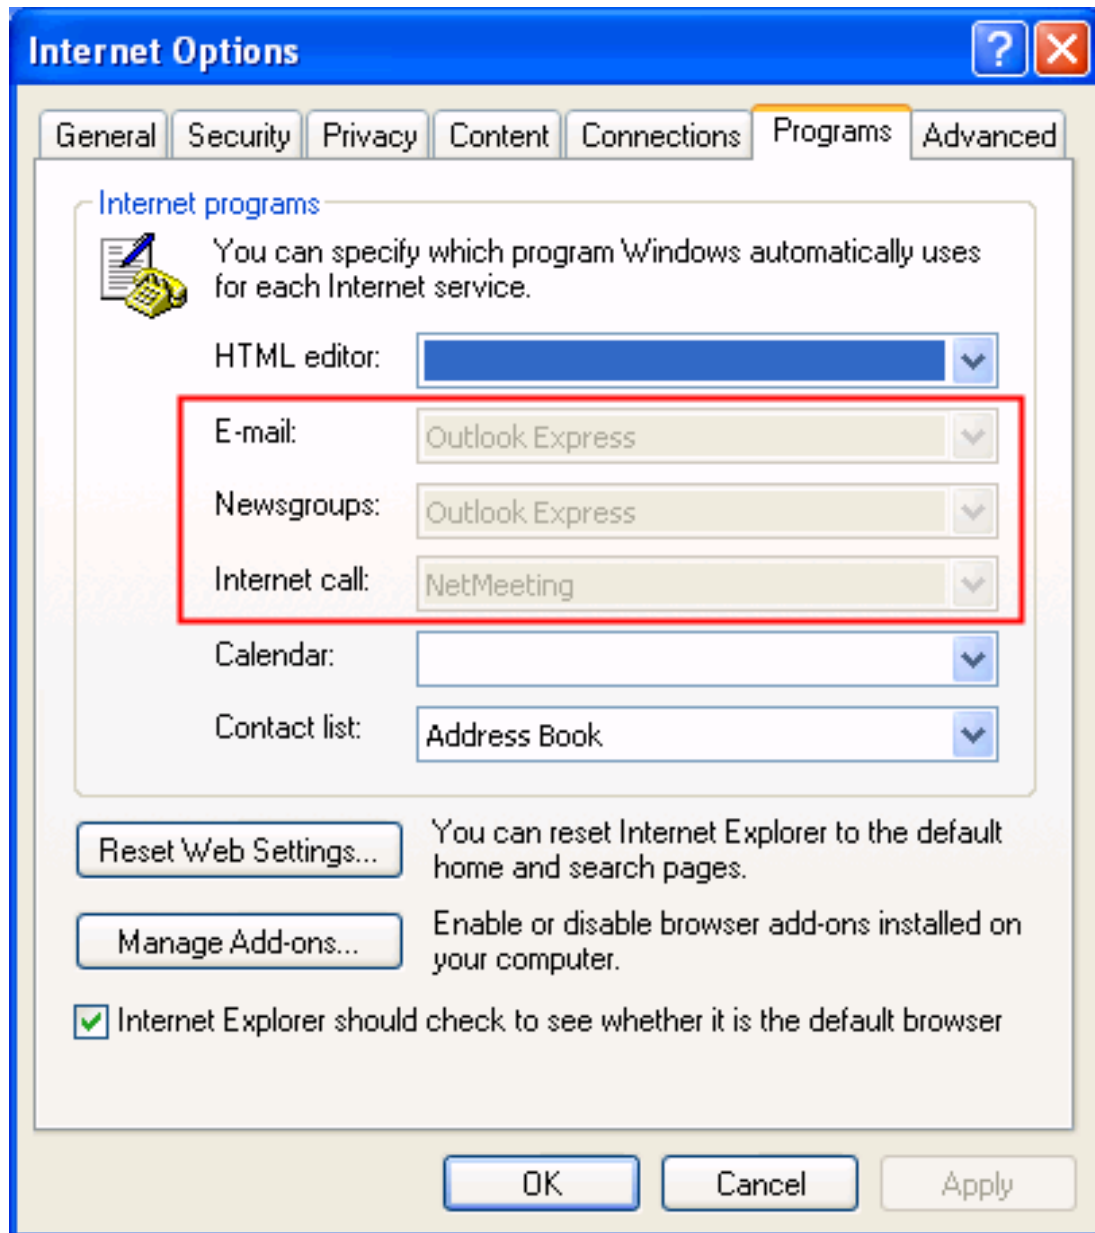 Internet Options
General Security Privacy Content Connections Programs Advanced
Internet programs
You can specify which program Windows automatically uses
for each Internet service.
HTML editor:
E-mail: Outlook Express
Newsgroups: Outlook Express
Internet call: NetMeeting
Calendar:
Contact list: Address Book
Reset Web Settings... You can reset Internet Explorer to the default
home and search pages.
Manage Add-ons... Enable or disable browser add-ons installed on
your computer.
Internet Explorer should check to see whether it is the default browser
OK Cancel Apply